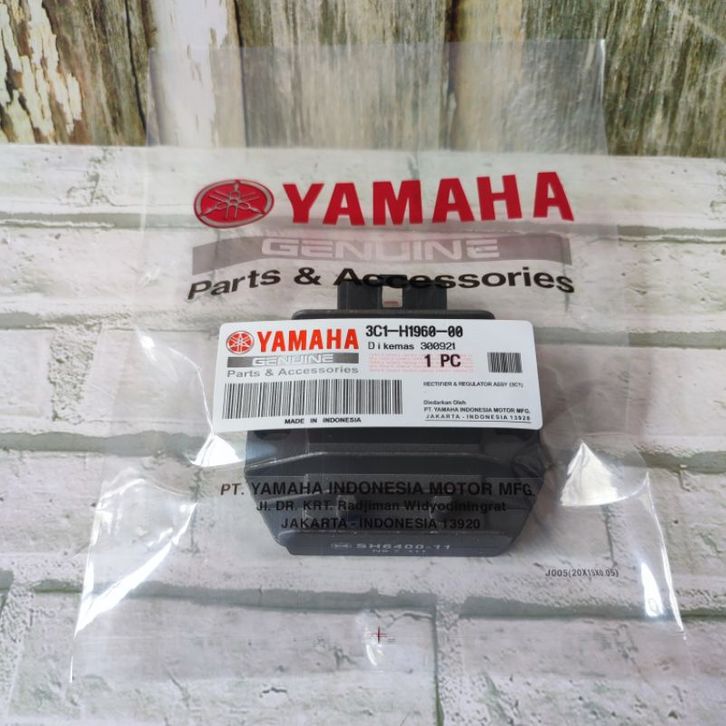 YAMAHA
GENUINE
Parts & Accessories
YAMAHA
GENUINE
Parts & Accessories
MADE IN INDONESIA
3C1-H1960-00
Dikemas 300921
1 PC
RECTIFIER & REGULATOR ASSY (3C1)
Diedarkan Oleh
PT. YAMAHA INDONESIA MOTOR MFG.
JAKARTA - INDONESIA 13920
PT. YAMAHA INDONESIA MOTOR MFG.
Jl. DR. KRT. Radjiman Widyodiningrat
JAKARTA - INDONESIA 13920
SH6400-11
J005(20X15X0.05)